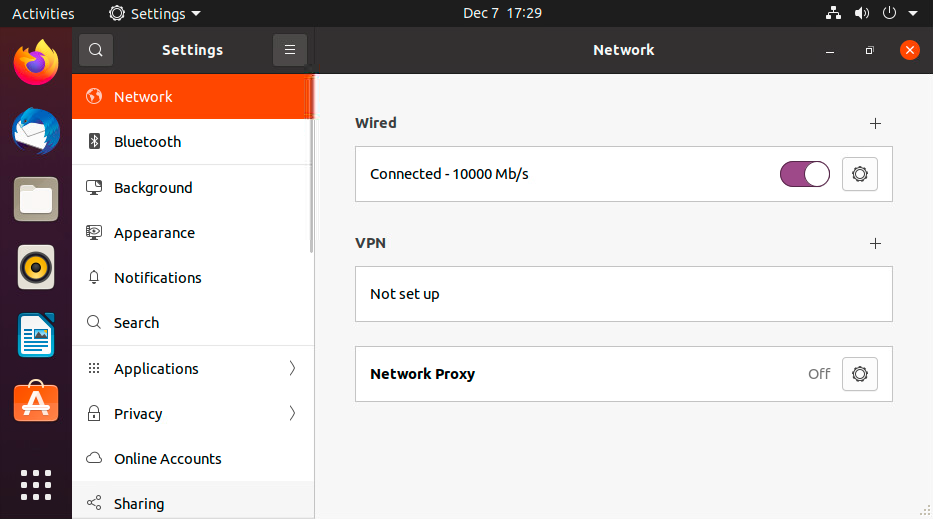 Activities
Settings
Dec 7 17:29
Settings
Network
Network
Bluetooth
Background
Appearance
Notifications
Search
Applications
Privacy
Online Accounts
Sharing
Wired
Connected - 10000 Mb/s
VPN
Not set up
Network Proxy
Off